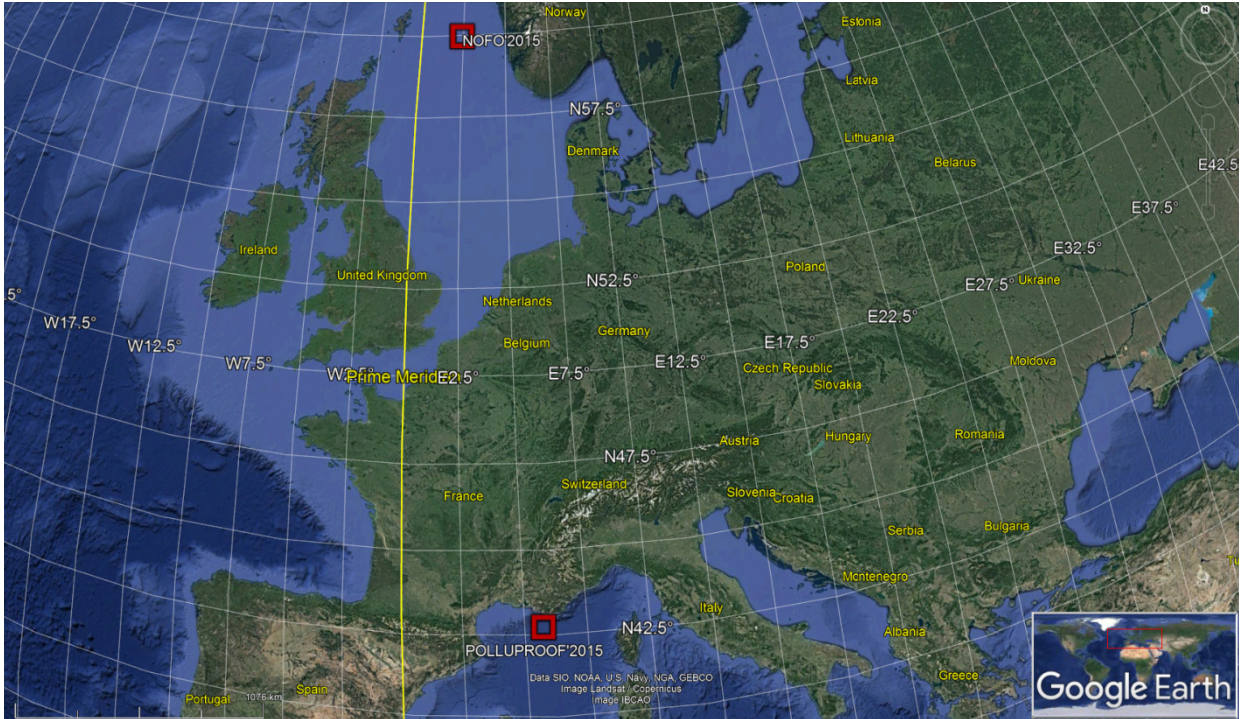 Norway
Estonia
NOFO'2015
Latvia
N57.5°
Lithuania
Denmark
Belarus
E42.5
E37.5°
Ireland
E32.5°
United Kingdom
Poland
N52.5°
E27.5°
Ukraine
.5°
Netherlands
W17.5°
E22.5°
Germany
W12.5°
Belgium
E17.5°
W7.5°
E12.5°
Moldova
Prime Meridian
E2.5°
E7.5°
Czech Republic
Slovakia
Austria
Hungary
Romania
N47.5°
France
Switzerland
Slovenia
Croatia
Serbia
Bulgaria
Montenegro
Italy
N42.5°
Albania
POLLUPROOF'2015
Data SIO, NOAA, U.S. Navy, NGA, GEBCO
Image Landsat / Copernicus
Image IBCAO
Greece
Portugal
1076 km
Spain
Google Earth
N